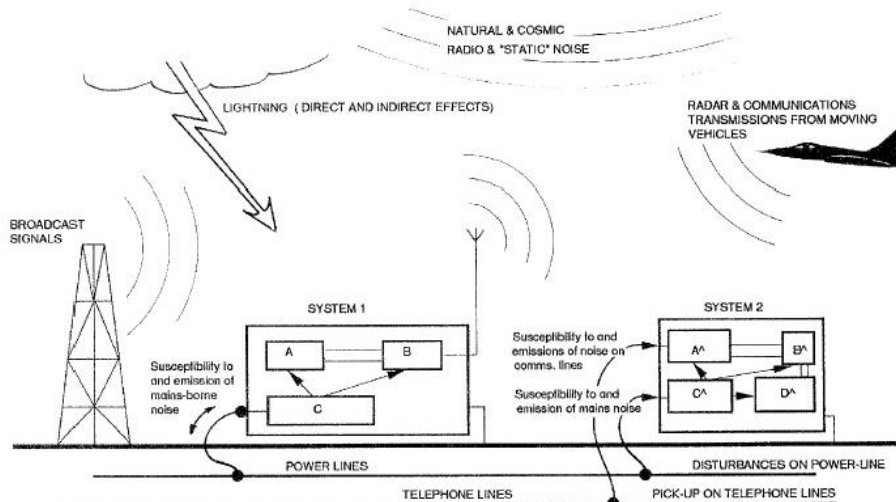 NATURAL & COSMIC
RADIO & "STATIC" NOISE
LIGHTNING ( DIRECT AND INDIRECT EFFECTS)
RADAR & COMMUNICATIONS
TRANSMISSIONS FROM MOVING
VEHICLES
BROADCAST
SIGNALS
SYSTEM 1
A
B
C
Susceptibility to
and emission of
mains-borne
noise
SYSTEM 2
Susceptibility to and
emissions of noise on
comms. lines
Susceptibility to and
emission of mains noise
A^
B^
C^
D^
POWER LINES
DISTURBANCES ON POWER-LINE
TELEPHONE LINES
PICK-UP ON TELEPHONE LINES